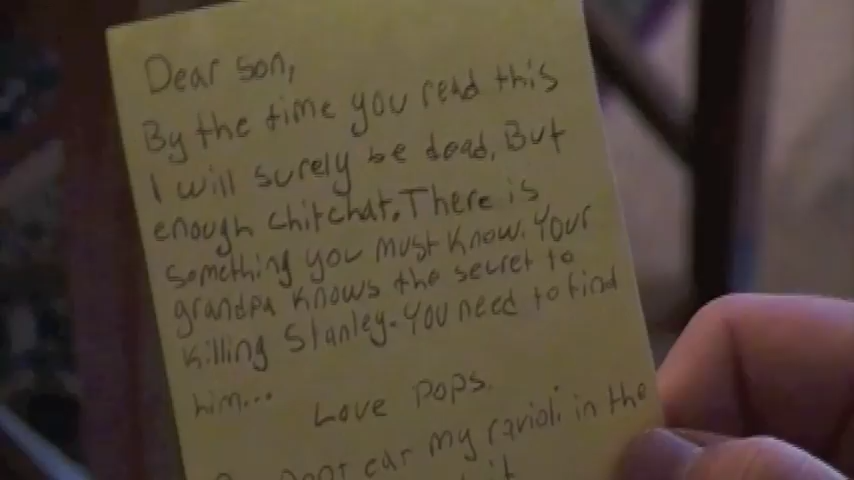 Dear son,
By the time you read this
I will surely be dead. But
enough chitchat. There is
something you must know. Your
grandpa knows the secret to
killing Stanley. You need to find
him...
Love Pops.
my ravioli in the
it